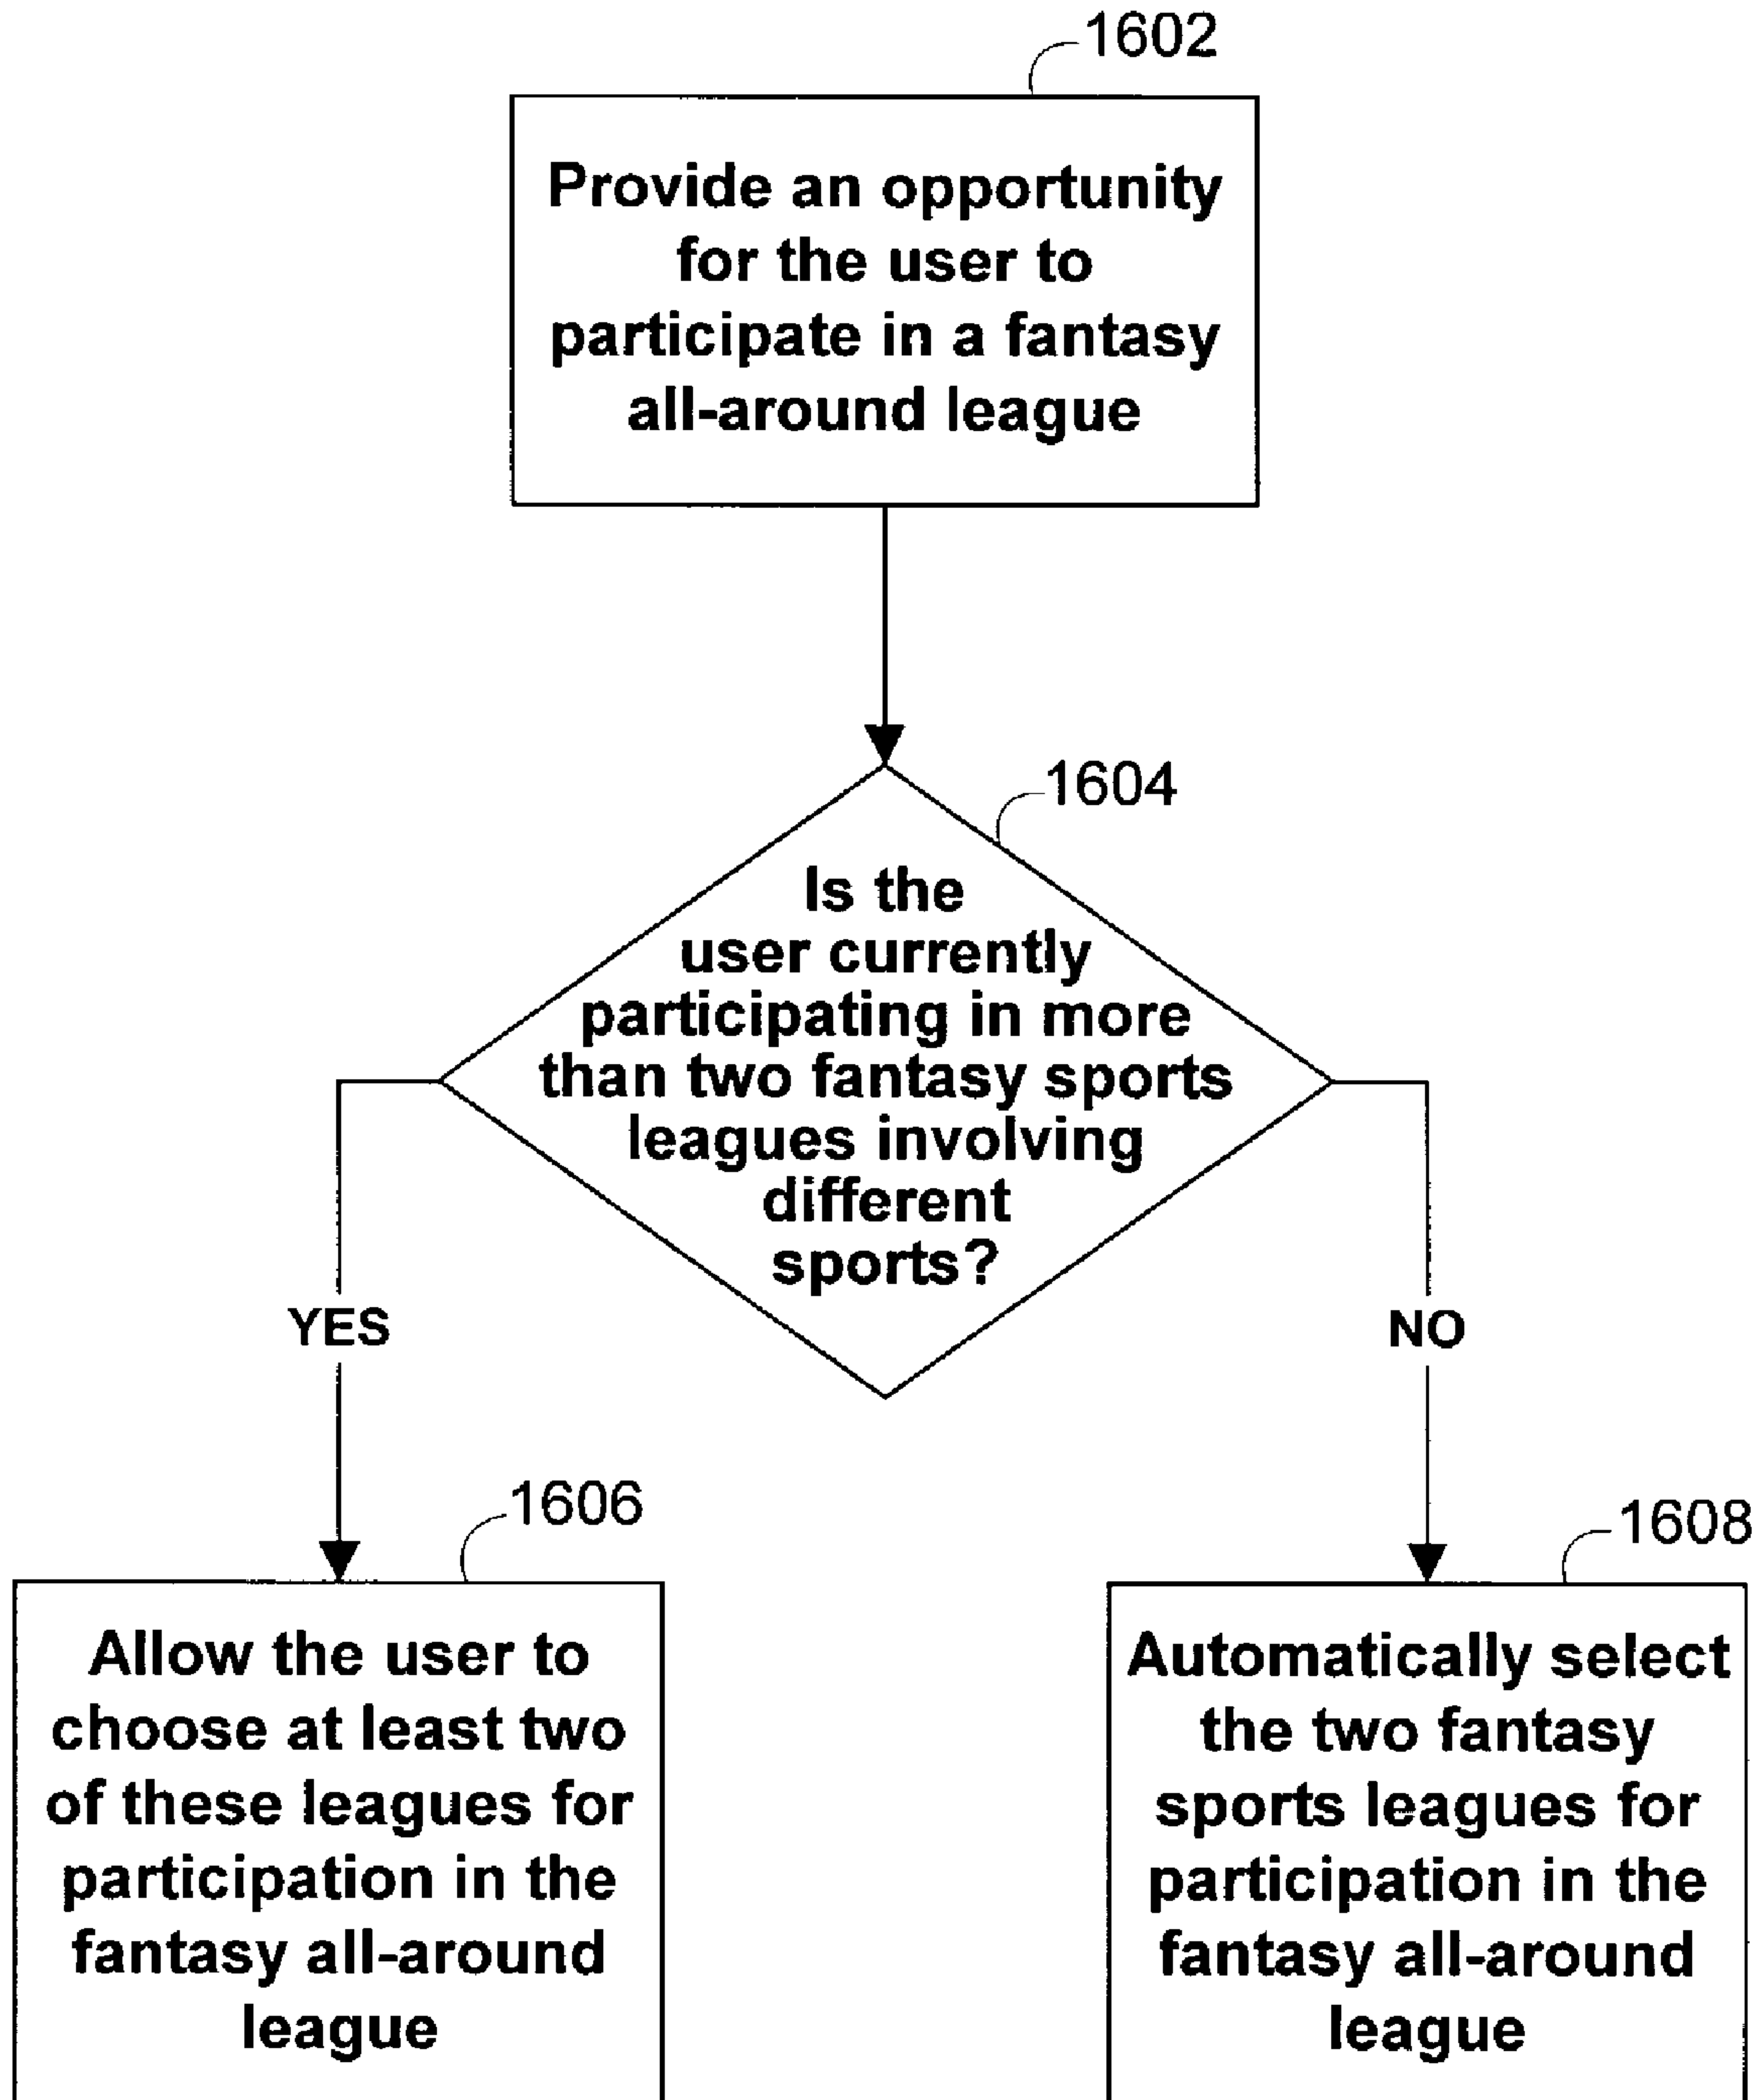 1602
Provide an opportunity
for the user to
participate in a fantasy
all-around league
1604
Is the
user currently
participating in more
than two fantasy sports
leagues involving
different
sports?
YES
NO
1606
Allow the user to
choose at least two
of these leagues for
participation in the
fantasy all-around
league
1608
Automatically select
the two fantasy
sports leagues for
participation in the
fantasy all-around
league